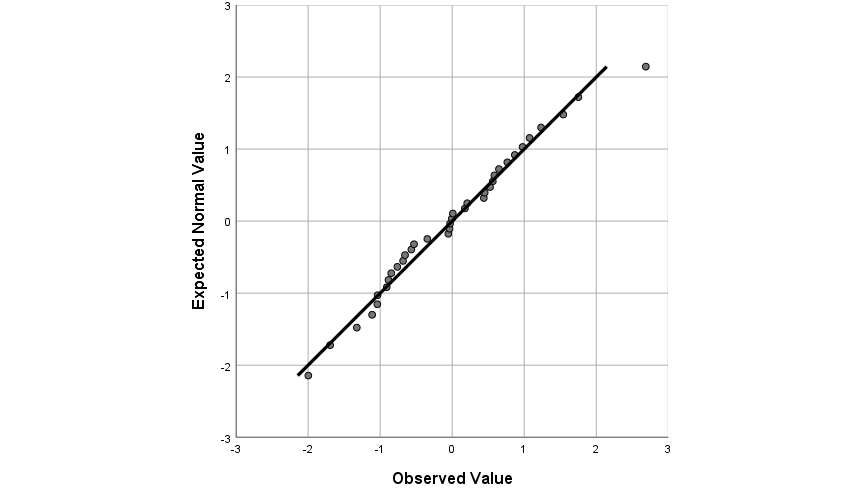 3
2
1
0
-1
-2
-3
-3 -2 -1 0 1 2 3
Expected Normal Value
Observed Value